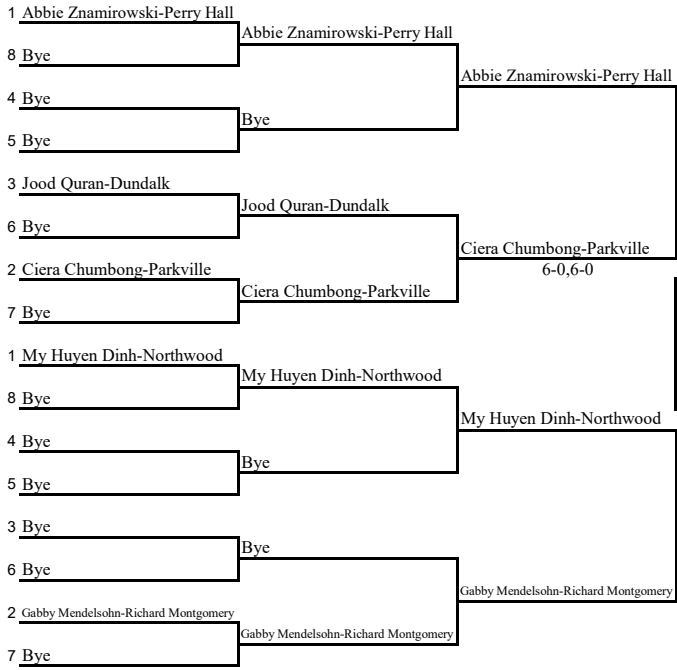 1 Abbie Znamirowski-Perry Hall
Abbie Znamirowski-Perry Hall
8 Bye
Abbie Znamirowski-Perry Hall
4 Bye
Bye
5 Bye
3 Jood Quran-Dundalk
Jood Quran-Dundalk
6 Bye
Ciera Chumbong-Parkville
2 Ciera Chumbong-Parkville
6-0,6-0
Ciera Chumbong-Parkville
7 Bye
1 My Huyen Dinh-Northwood
My Huyen Dinh-Northwood
8 Bye
My Huyen Dinh-Northwood
4 Bye
Bye
5 Bye
3 Bye
Bye
6 Bye
Gabby Mendelsohn-Richard Montgomery
2 Gabby Mendelsohn-Richard Montgomery
Gabby Mendelsohn-Richard Montgomery
7 Bye